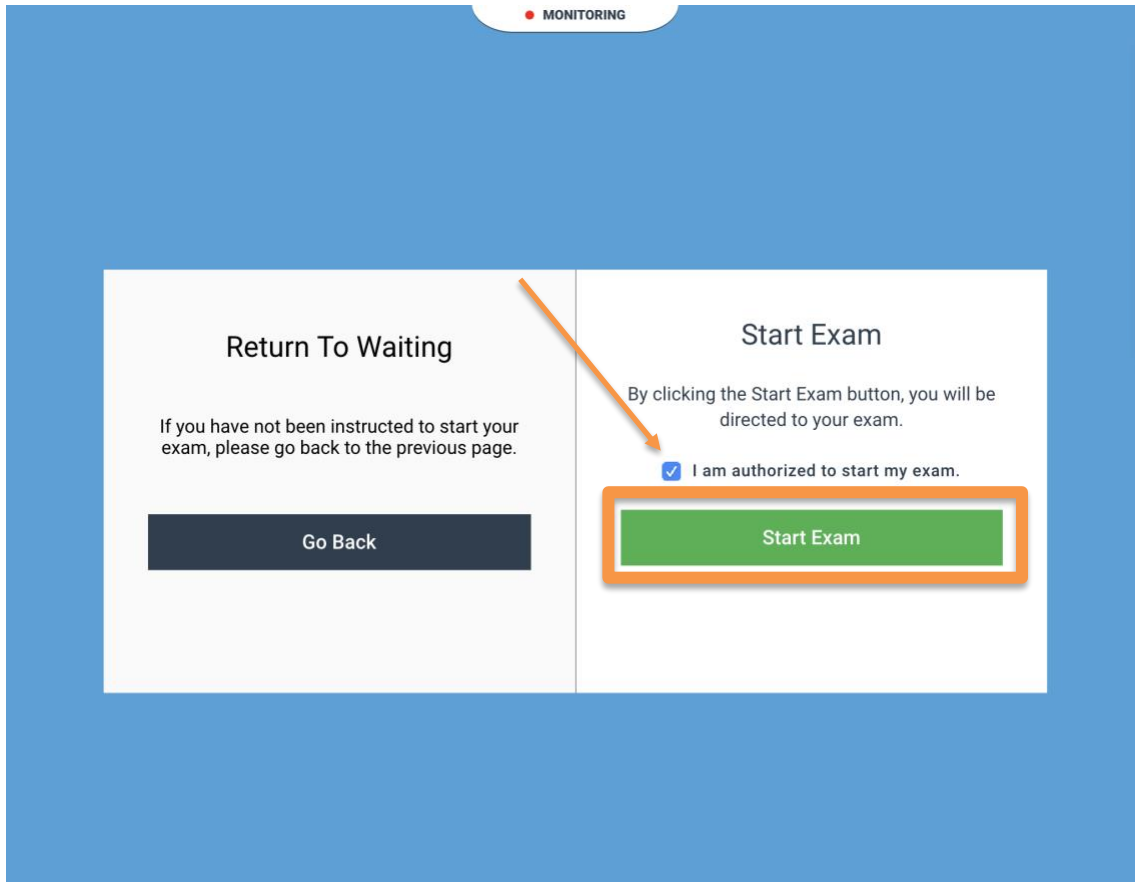 MONITORING
Return To Waiting
If you have not been instructed to start your
exam, please go back to the previous page.
Go Back
Start Exam
By clicking the Start Exam button, you will be
directed to your exam.
I am authorized to start my exam.
Start Exam